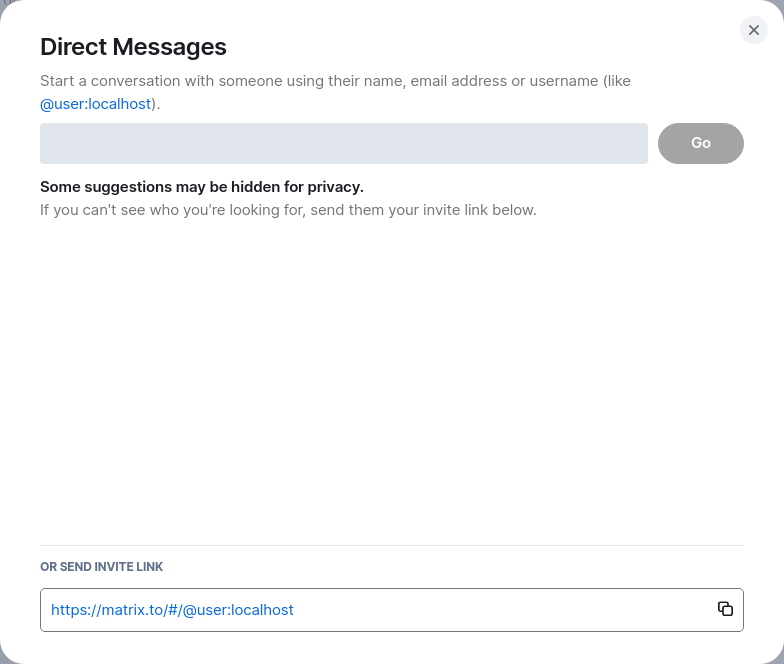 Direct Messages
Start a conversation with someone using their name, email address or username (like
@user:localhost).
Go
Some suggestions may be hidden for privacy.
If you can't see who you're looking for, send them your invite link below.
OR SEND INVITE LINK
https://matrix.to/#/@user:localhost